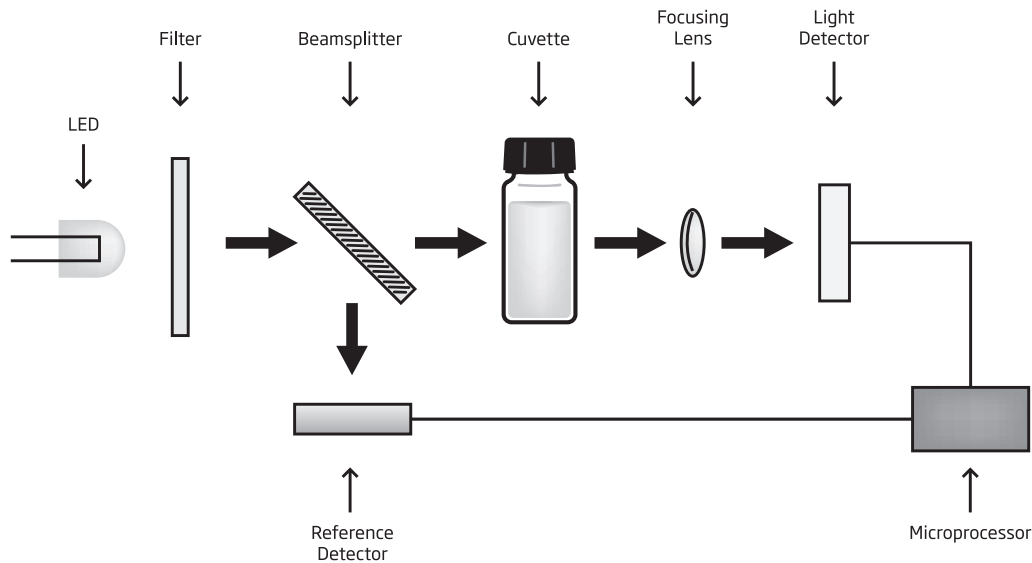 Filter
Beamsplitter
Cuvette
Focusing
Lens
Light
Detector
LED
Reference
Detector
Microprocessor